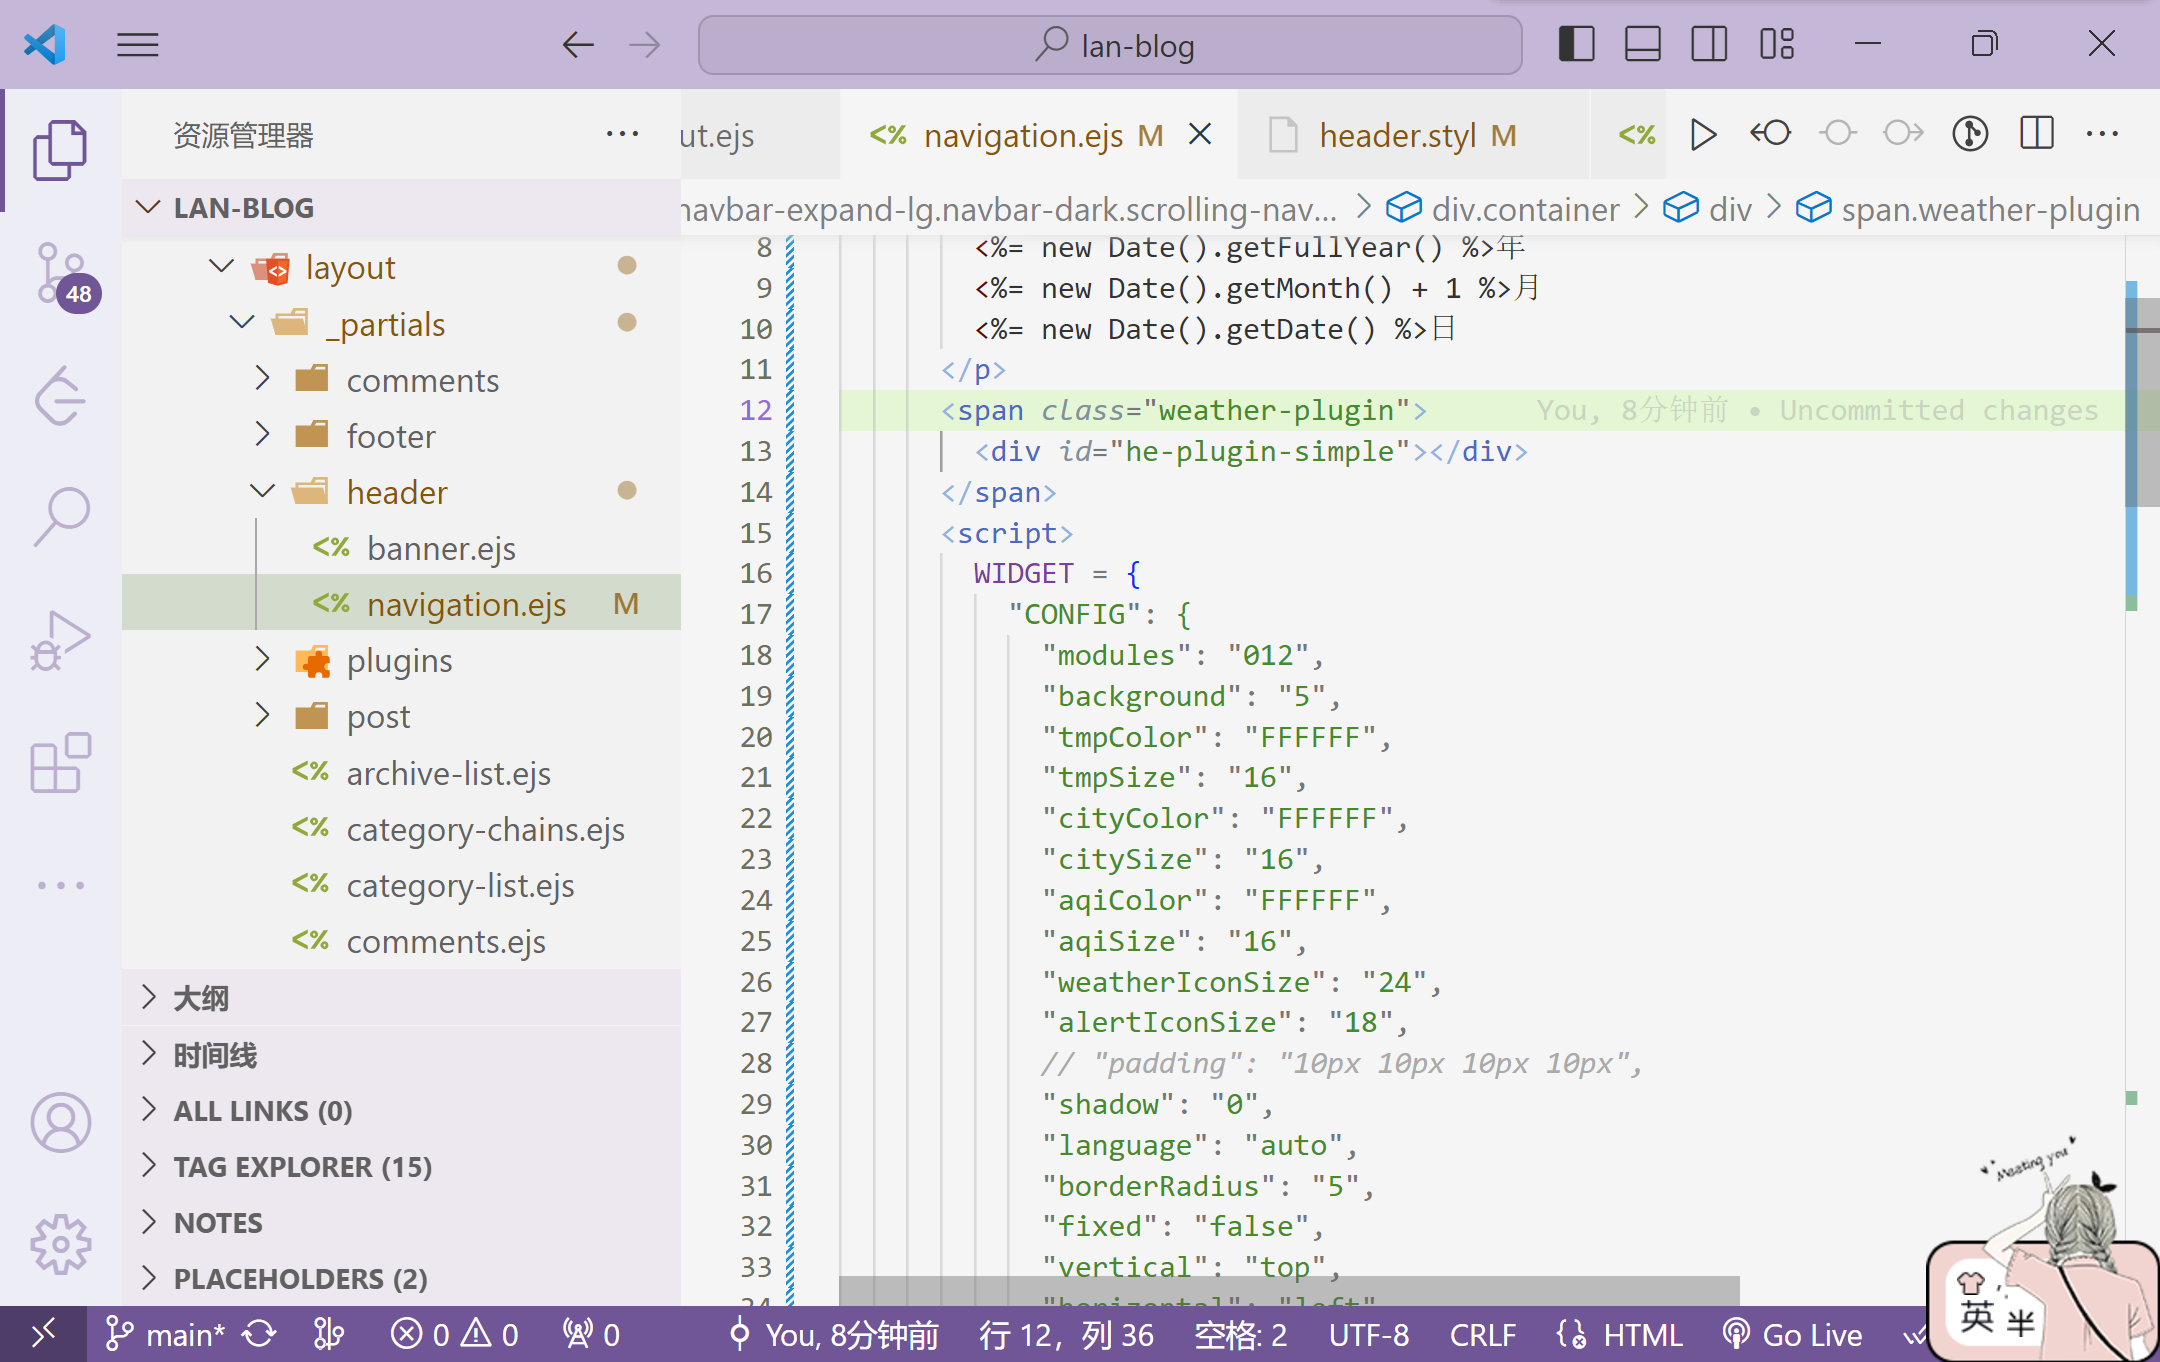 lan-blog
资源管理器
LAN-BLOG
layout
_partials
comments
footer
header
banner.ejs
navigation.ejs M
plugins
post
archive-list.ejs
category-chains.ejs
category-list.ejs
comments.ejs
大纲
时间线
ALL LINKS (0)
TAG EXPLORER (15)
NOTES
PLACEHOLDERS (2)
48
ut.ejs
navigation.ejs M
header.styl M
navbar-expand-lg.navbar-dark.scrolling-nav... div.container div span.weather-plugin
8 <%= new Date().getFullYear() %>年
9 <%= new Date().getMonth() + 1 %>月
10 <%= new Date().getDate() %>日
11 </p>
12 <span class="weather-plugin"> You, 8分钟前 • Uncommitted changes
13 <div id="he-plugin-simple"></div>
14 </span>
15 <script>
16 WIDGET = {
17 "CONFIG": {
18 "modules": "012",
19 "background": "5",
20 "tmpColor": "FFFFFF",
21 "tmpSize": "16",
22 "cityColor": "FFFFFF",
23 "citySize": "16",
24 "aqiColor": "FFFFFF",
25 "aqiSize": "16",
26 "weatherIconSize": "24",
27 "alertIconSize": "18",
28 // "padding": "10px 10px 10px 10px",
29 "shadow": "0",
30 "language": "auto",
31 "borderRadius": "5",
32 "fixed": "false",
33 "vertical": "top",
34 "horizontal": "left"
Meeting you
英 半
main* 0 0 0 You, 8分钟前 行 12，列 36 空格: 2 UTF-8 CRLF HTML Go Live